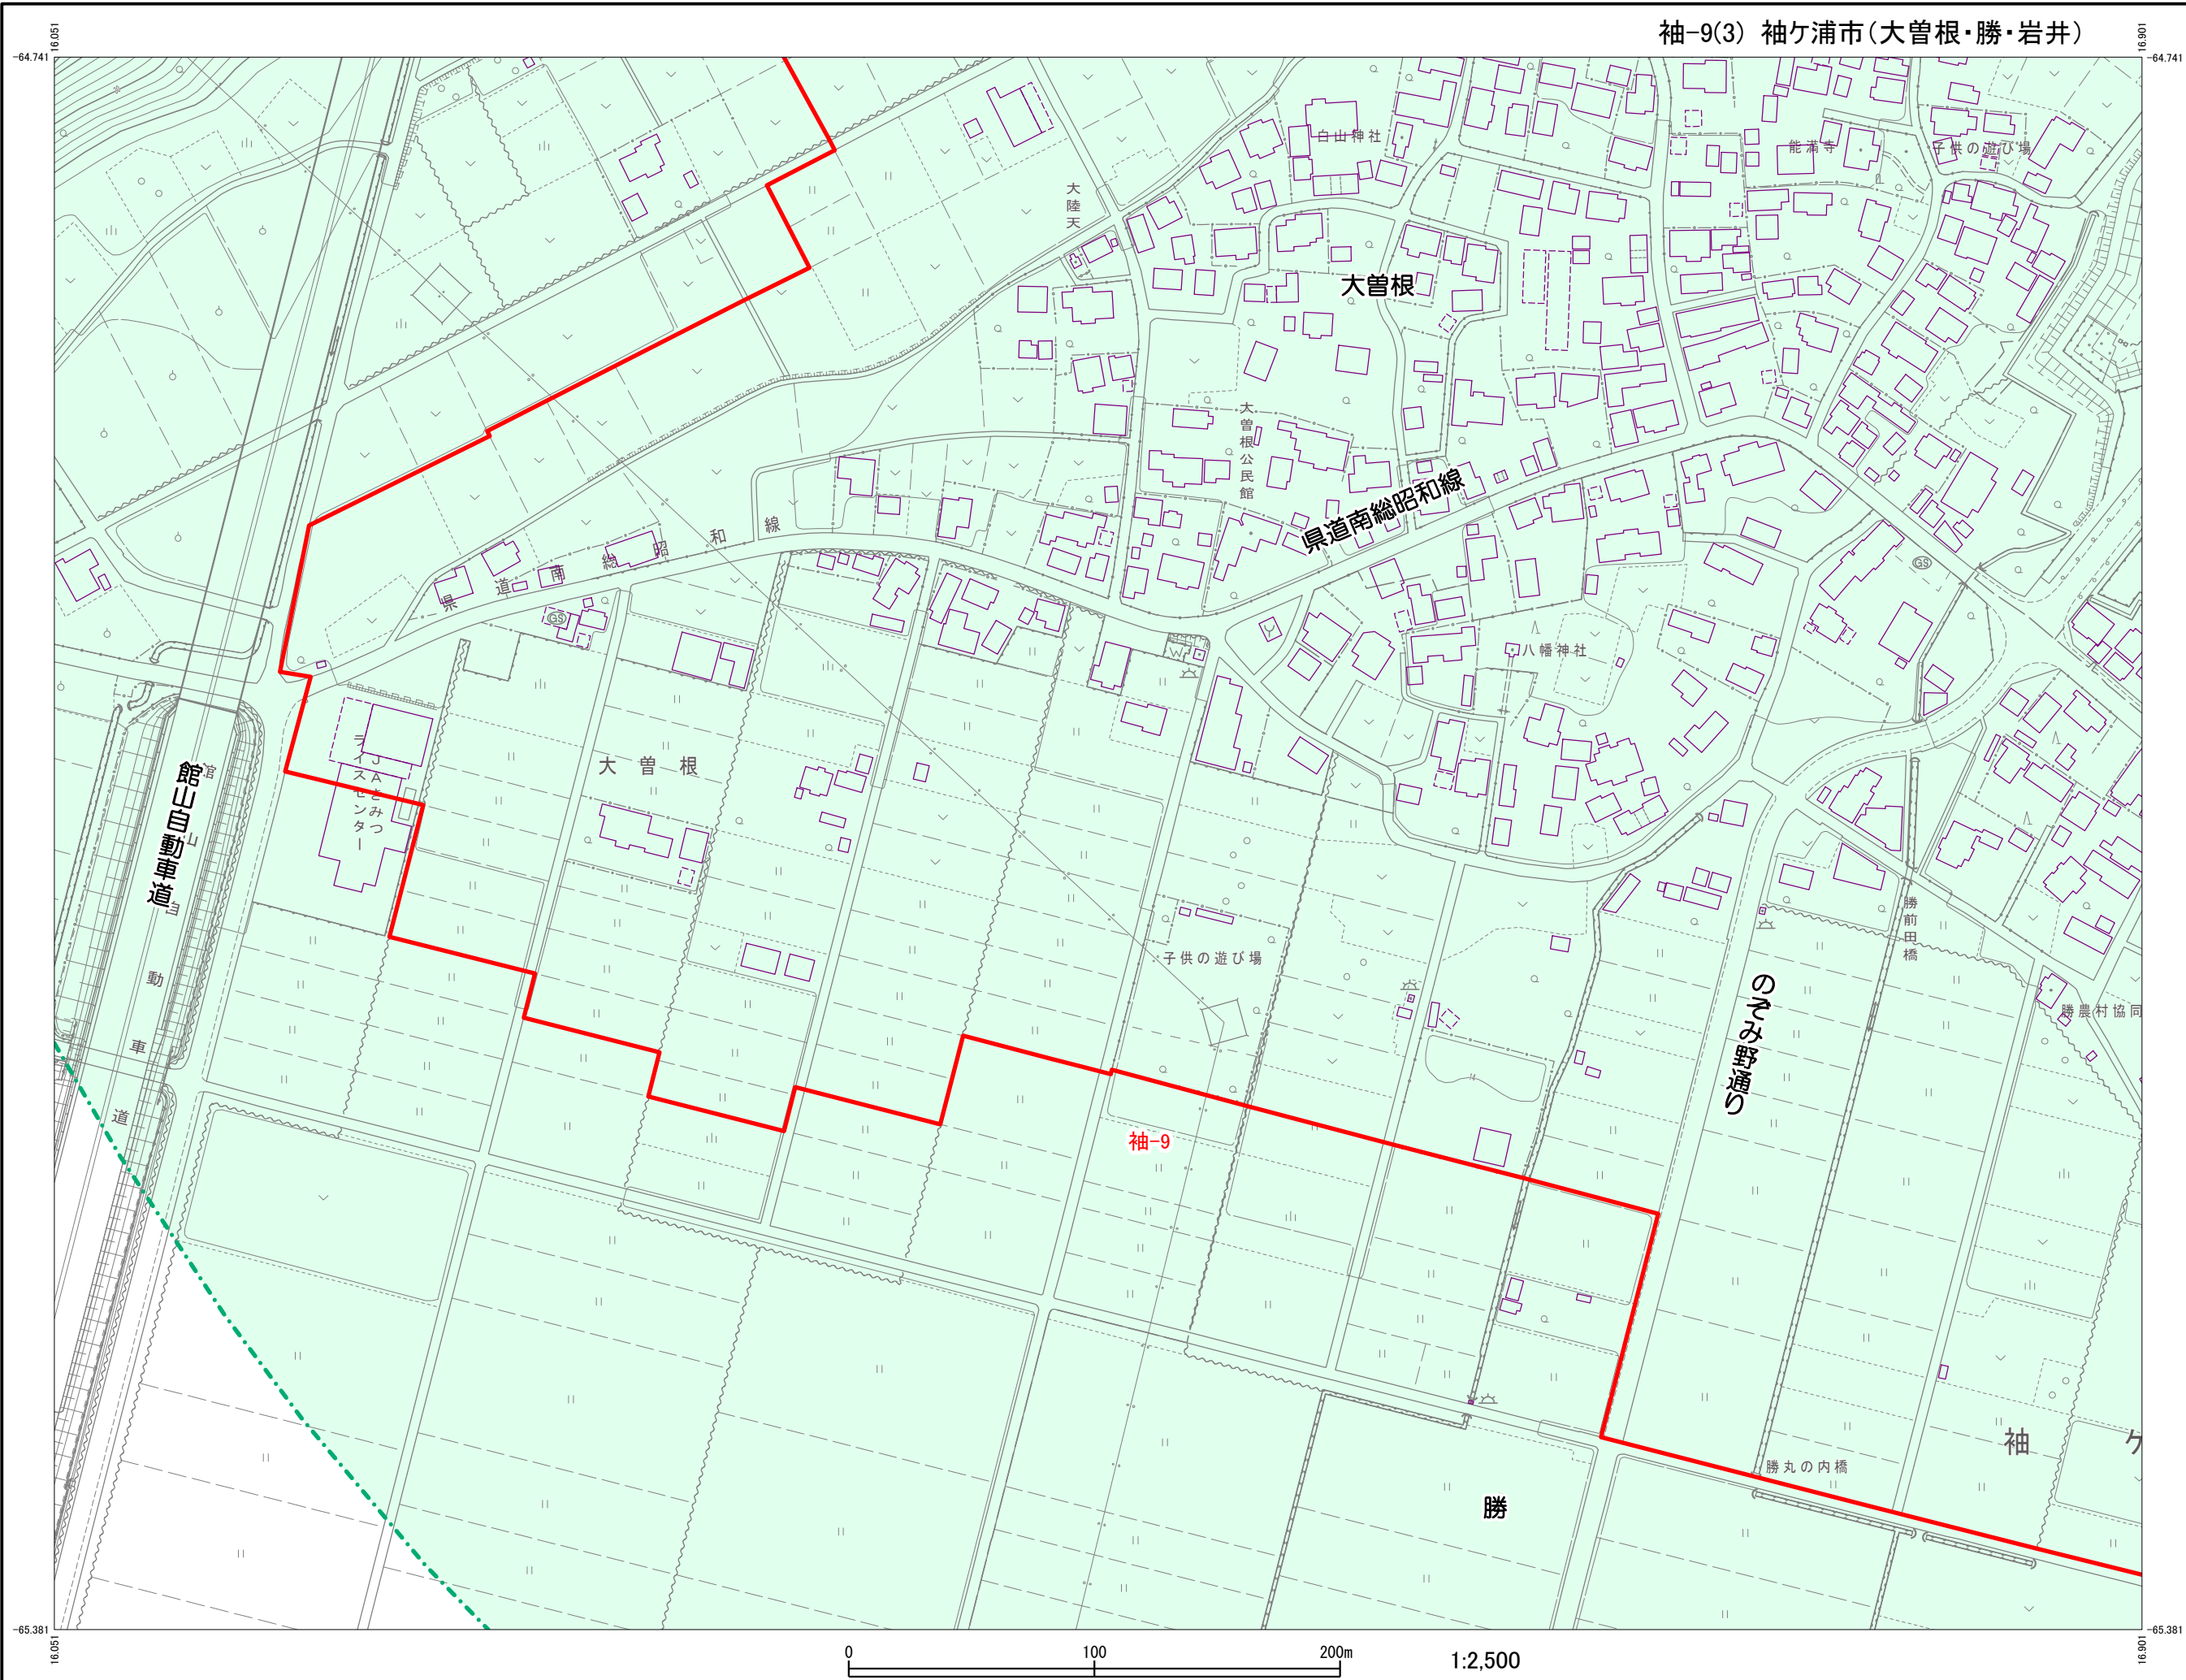 袖-9(3) 袖ケ浦市(大曽根・勝・岩井)
16.051
16.901
-64.741
-64.741
白山神社
能満寺
子供の遊び場
大陸天
大曽根
大曽根公民館
県道南総昭和線
県道南総昭和線
GS
GS
八幡神社
大曽根
JAきみつ
ライスセンター
館山自動車道
館山自動車道
勝前田橋
子供の遊び場
のぞみ野通り
勝農村協同
袖-9
袖ケ
勝丸の内橋
勝
-65.381
-65.381
16.051
16.901
0 100 200m
1:2,500